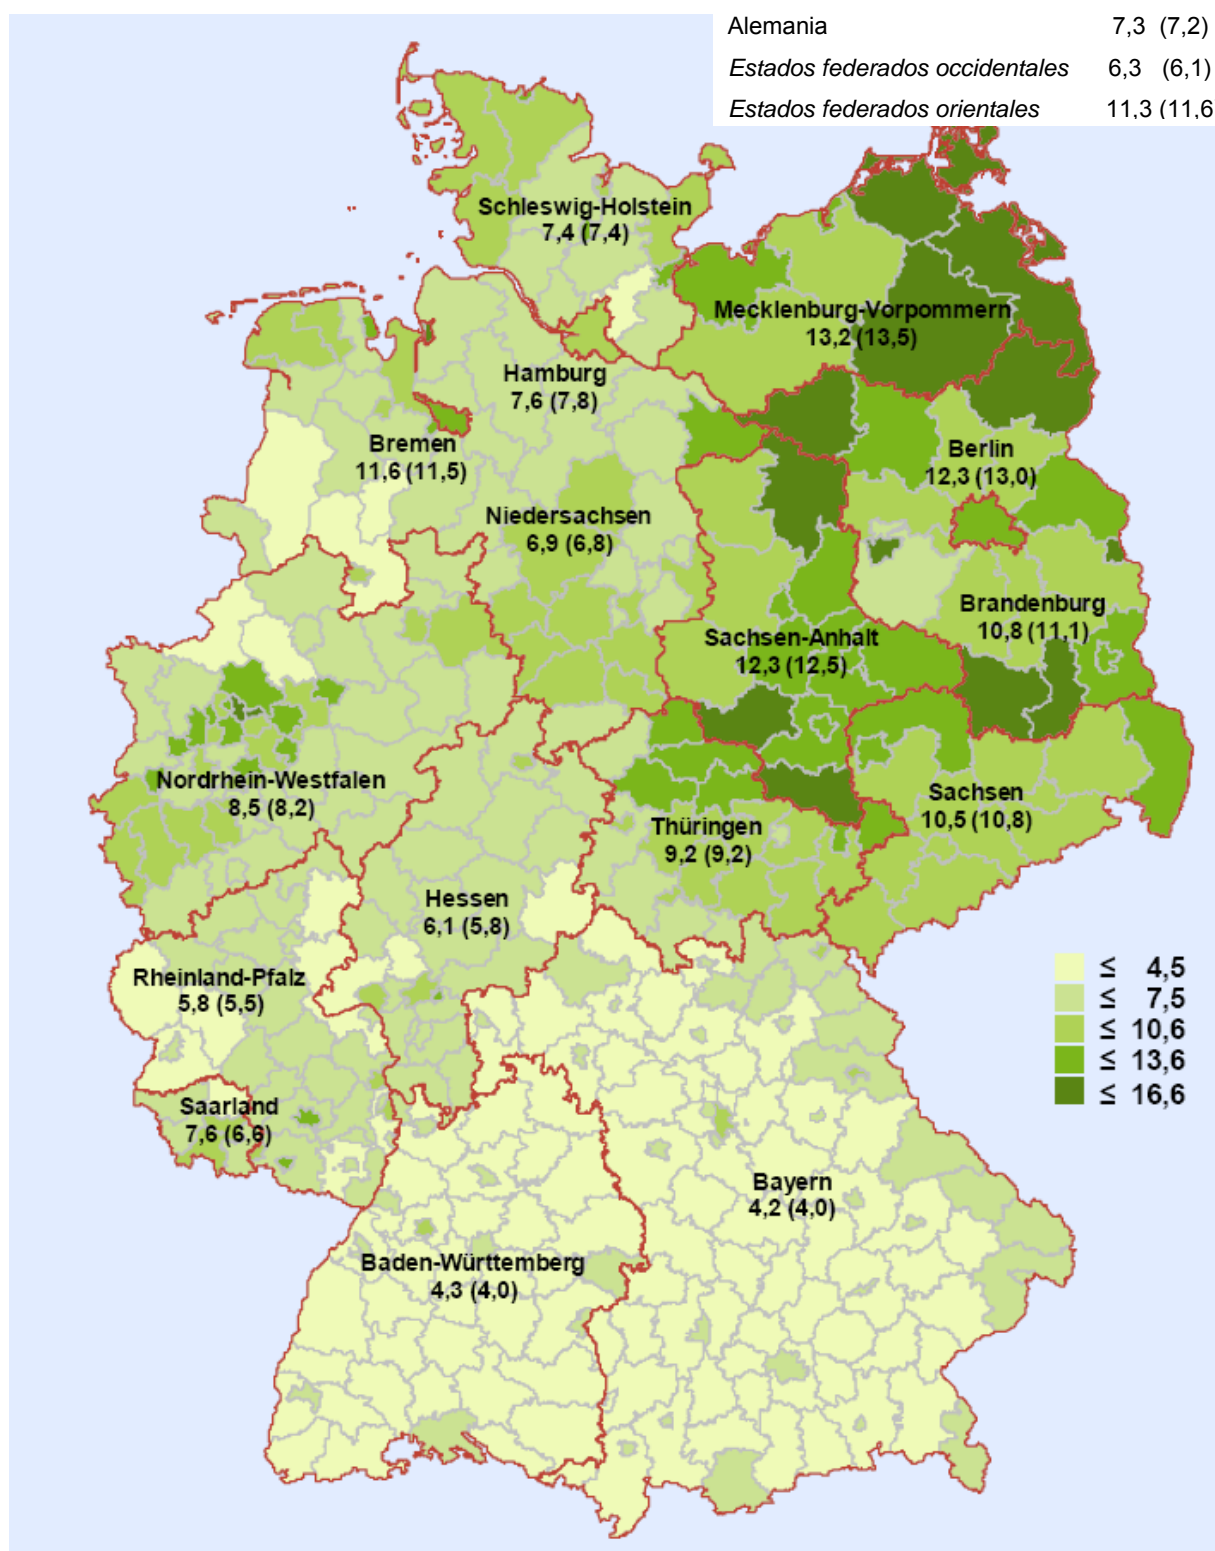 Alemania 7,3 (7,2)
Estados federados occidentales 6,3 (6,1)
Estados federados orientales 11,3 (11,6
Schleswig-Holstein
7,4 (7,4)
Mecklenburg-Vorpommern
13,2 (13,5)
Hamburg
7,6 (7,8)
Bremen
11,6 (11,5)
Berlin
12,3 (13,0)
Niedersachsen
6,9 (6,8)
Brandenburg
10,8 (11,1)
Sachsen-Anhalt
12,3 (12,5)
Nordrhein-Westfalen
8,5 (8,2)
Sachsen
10,5 (10,8)
Thüringen
9,2 (9,2)
Hessen
6,1 (5,8)
Rheinland-Pfalz
5,8 (5,5)
≤ 4,5
≤ 7,5
≤ 10,6
≤ 13,6
≤ 16,6
Saarland
7,6 (6,6)
Bayern
4,2 (4,0)
Baden-Württemberg
4,3 (4,0)